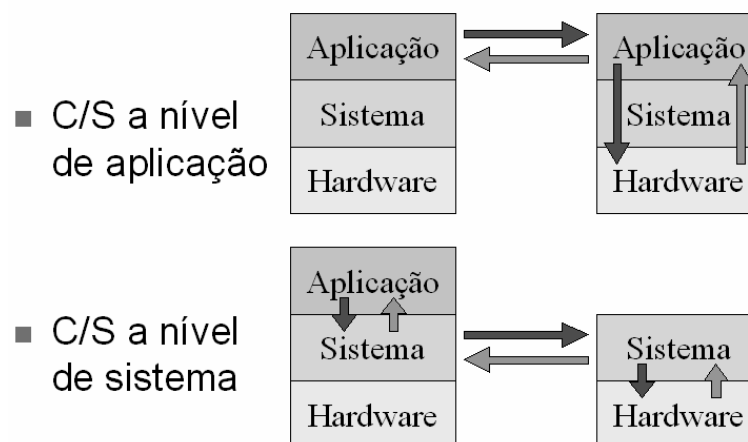 C/S a nível
de aplicação
Aplicação
Sistema
Hardware
Aplicação
Sistema
Hardware
C/S a nível
de sistema
Aplicação
Sistema
Hardware
Sistema
Hardware